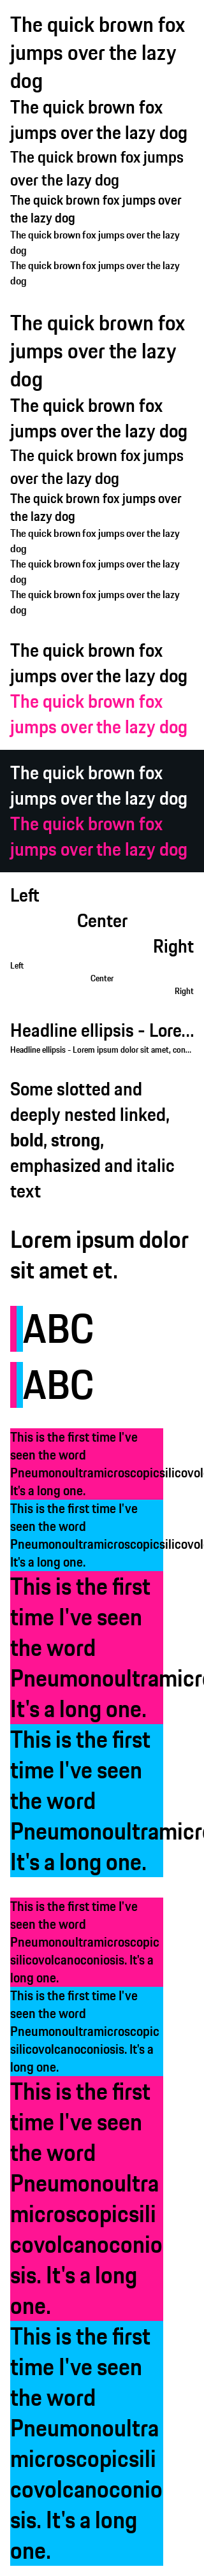 The quick brown fox
jumps over the lazy
dog
The quick brown fox
jumps over the lazy dog
The quick brown fox jumps
over the lazy dog
The quick brown fox jumps over
the lazy dog
The quick brown fox jumps over the lazy
dog
The quick brown fox jumps over the lazy
dog
The quick brown fox
jumps over the lazy
dog
The quick brown fox
jumps over the lazy dog
The quick brown fox jumps
over the lazy dog
The quick brown fox jumps over
the lazy dog
The quick brown fox jumps over the lazy
dog
The quick brown fox jumps over the lazy
dog
The quick brown fox jumps over the lazy
dog
The quick brown fox
jumps over the lazy dog
The quick brown fox
jumps over the lazy dog
The quick brown fox
jumps over the lazy dog
The quick brown fox
jumps over the lazy dog
Left
Center
Right
Left
Center
Right
Headline ellipsis - Lore...
Headline ellipsis - Lorem ipsum dolor sit amet, con...
Some slotted and
deeply nested linked,
bold, strong,
emphasized and italic
text
Lorem ipsum dolor
sit amet et.
ABC
ABC
This is the first time I've
seen the word
Pneumonoultramicroscopicsilicovol
It's a long one.
This is the first time I've
seen the word
Pneumonoultramicroscopicsilicovol
It's a long one.
This is the first
time I've seen
the word
Pneumonoultramicr
It's a long one.
This is the first
time I've seen
the word
Pneumonoultramicr
It's a long one.
This is the first time I've
seen the word
Pneumonoultramicroscopic
silicovolcanoconiosis. It's a
long one.
This is the first time I've
seen the word
Pneumonoultramicroscopic
silicovolcanoconiosis. It's a
long one.
This is the first
time I've seen
the word
Pneumonoultra
microscopicsili
covolcanoconio
sis. It's a long
one.
This is the first
time I've seen
the word
Pneumonoultra
microscopicsili
covolcanoconio
sis. It's a long
one.